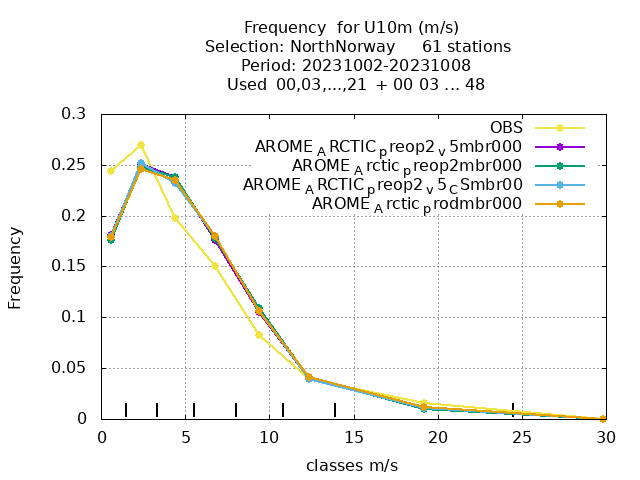 Frequency for U10m (m/s)
Selection: NorthNorway 61 stations
Period: 20231002-20231008
Used 00,03,...,21 + 00 03 ... 48
0.3
0.25
0.2
0.15
0.1
0.05
0
Frequency
OBS
AROME_ARCTIC_preop2_v5mbr000
AROME_Arctic_preop2mbr000
AROME_ARCTIC_preop2_v5_CSmbr00
AROME_Arctic_prodmbr000
0 5 10 15 20 25 30
classes m/s